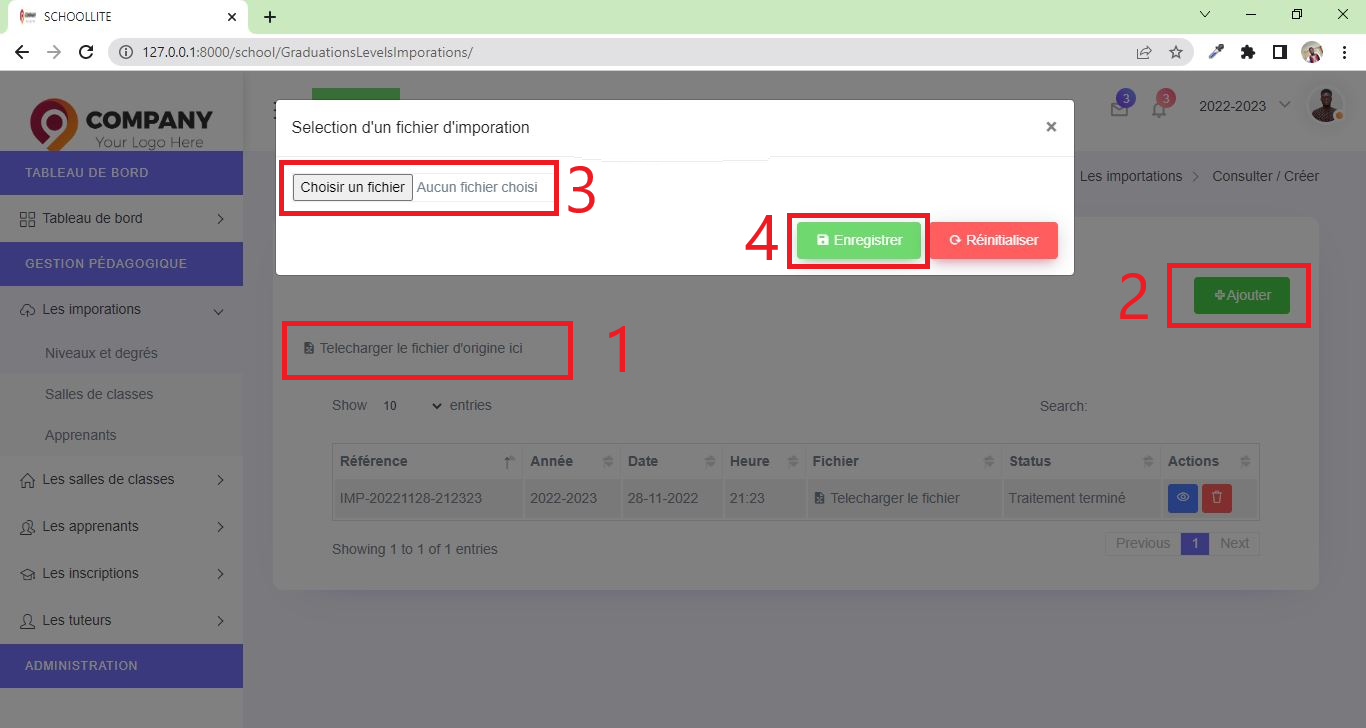 SCHOOLLITE
127.0.0.1:8000/school/GraduationsLevelsImporations/
COMPANY
Your Logo Here
3
3
2022-2023
TABLEAU DE BORD
Tableau de bord
GESTION PÉDAGOGIQUE
Les imporations
Niveaux et degrés
Salles de classes
Apprenants
Les salles de classes
Les apprenants
Les inscriptions
Les tuteurs
ADMINISTRATION
Selection d'un fichier d'imporation
×
Choisir un fichier Aucun fichier choisi
3
4
Enregistrer
Réinitialiser
Les importations > Consulter / Créer
2
Ajouter
Telecharger le fichier d'origine ici
1
Show 10 entries
Search:
Référence Année Date Heure Fichier Status Actions
IMP-20221128-212323 2022-2023 28-11-2022 21:23 Telecharger le fichier Traitement terminé
Showing 1 to 1 of 1 entries
Previous 1 Next